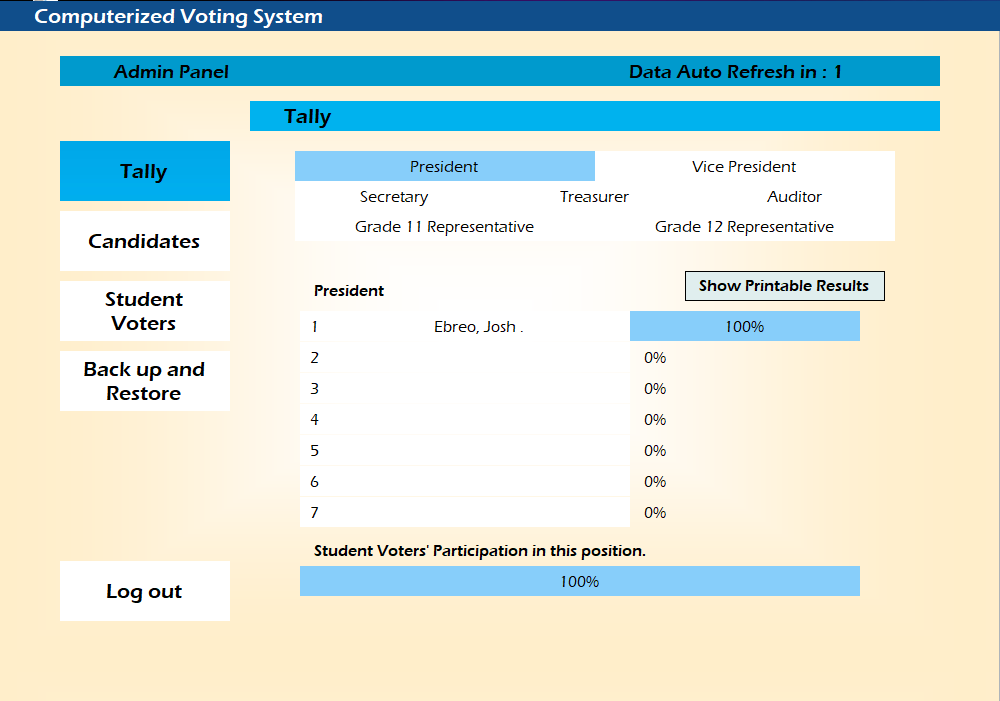 Computerized Voting System
Admin Panel
Data Auto Refresh in : 1
Tally
Tally
Candidates
Student
Voters
Back up and
Restore
Log out
President Vice President
Secretary Treasurer Auditor
Grade 11 Representative Grade 12 Representative
President
Show Printable Results
1 Ebreo, Josh . 100%
2 0%
3 0%
4 0%
5 0%
6 0%
7 0%
Student Voters' Participation in this position.
100%